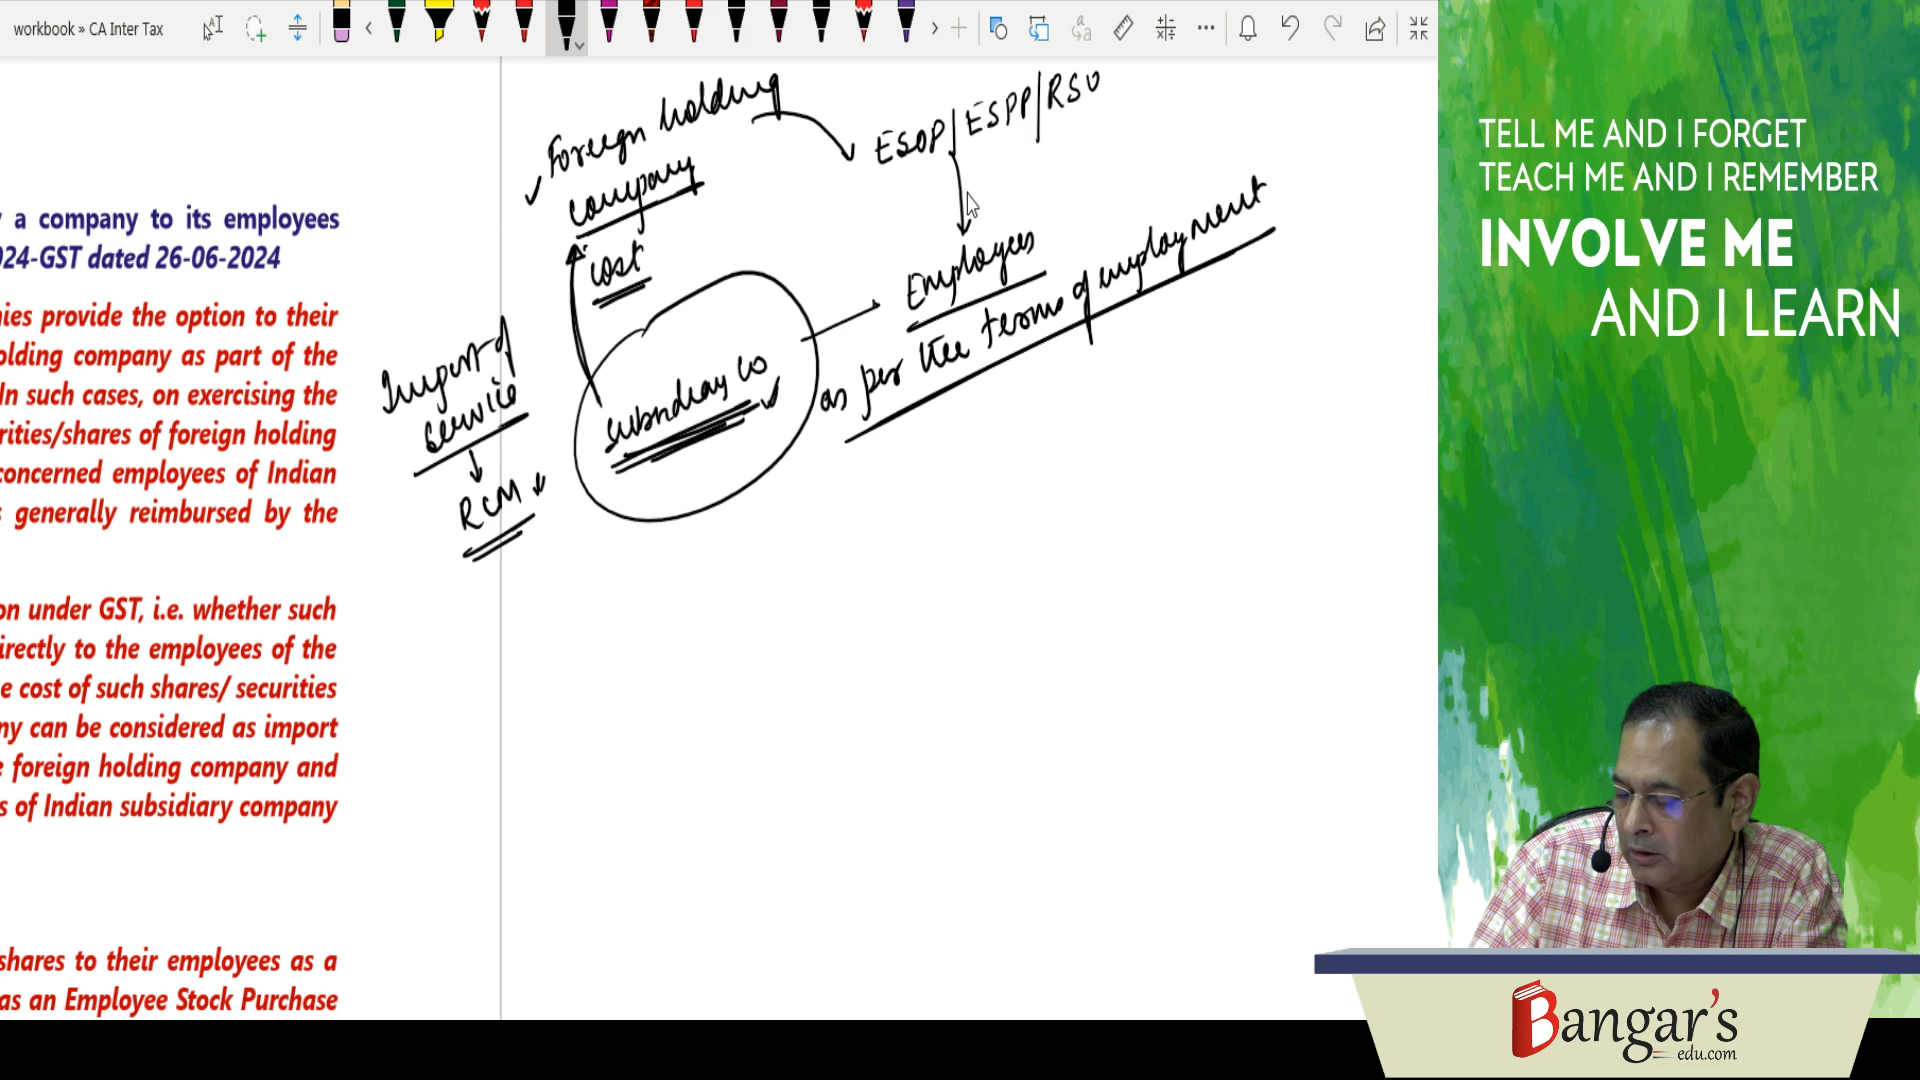 workbook » CA Inter Tax
y a company to its employees
024-GST dated 26-06-2024
nies provide the option to their
olding company as part of the
In such cases, on exercising the
rities/shares of foreign holding
concerned employees of Indian
s generally reimbursed by the
on under GST, i.e. whether such
irectly to the employees of the
e cost of such shares/ securities
ny can be considered as import
e foreign holding company and
s of Indian subsidiary company
shares to their employees as a
as an Employee Stock Purchase
Foreign holding
company
cost
ESOP/ESPP/RSU
Employees
as per the terms of employment
subsidiary co
Import of
service
RCM
TELL ME AND I FORGET
TEACH ME AND I REMEMBER
INVOLVE ME
AND I LEARN
Bangar's
edu.com